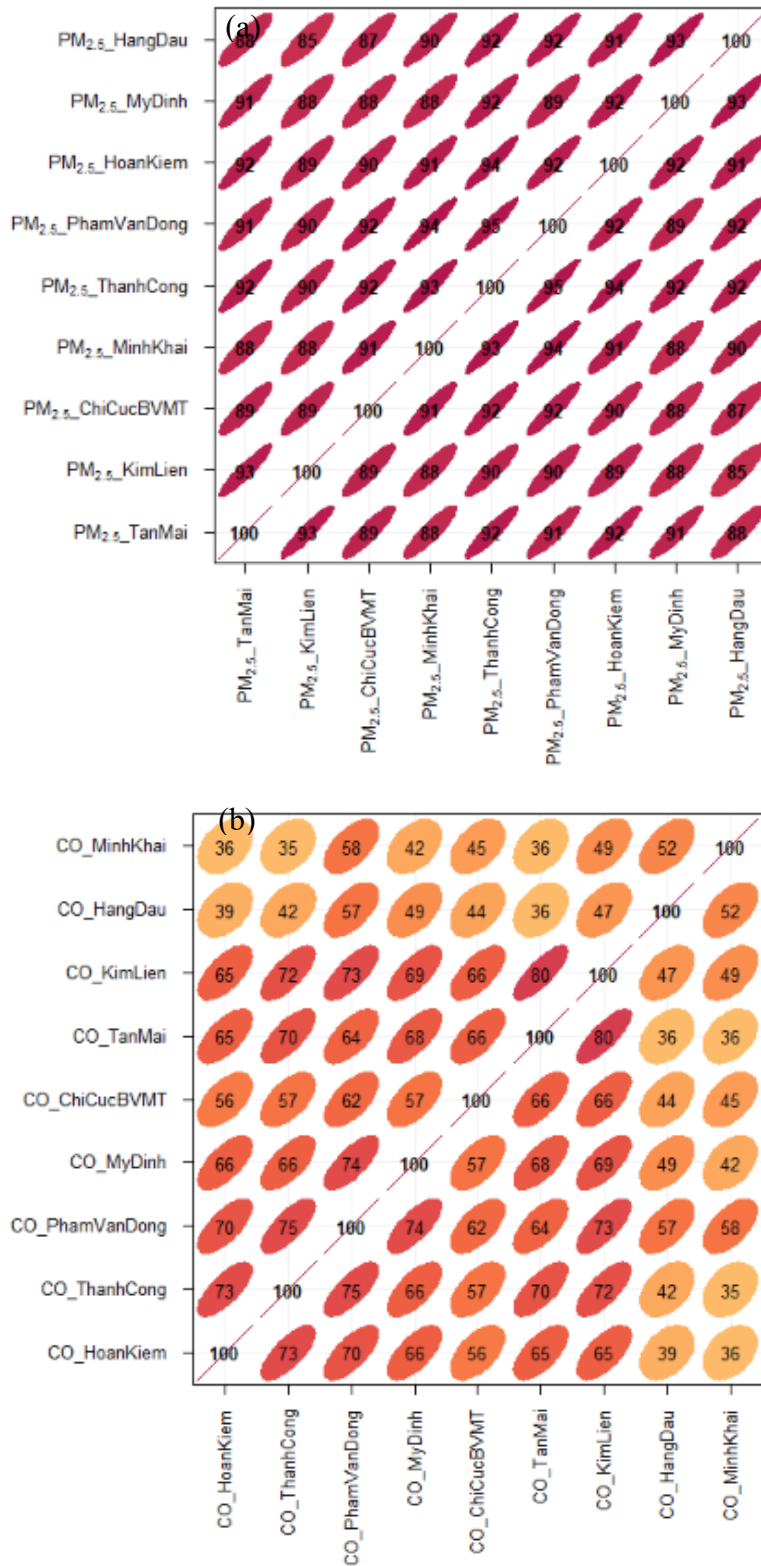 (a)
PM2.5_HangDau 88 85 87 90 92 92 91 93 100
PM2.5_MyDinh 91 88 88 88 92 89 92 100 93
PM2.5_HoanKiem 92 89 90 91 94 92 100 92 91
PM2.5_PhamVanDong 91 90 92 94 95 100 92 89 92
PM2.5_ThanhCong 92 90 92 93 100 95 94 92 92
PM2.5_MinhKhai 88 88 91 100 93 94 91 88 90
PM2.5_ChiCucBVMT 89 89 100 91 92 92 90 88 87
PM2.5_KimLien 93 100 89 88 90 90 89 88 85
PM2.5_TanMai 100 93 89 88 92 91 92 91 88
PM2.5_TanMai
PM2.5_KimLien
PM2.5_ChiCucBVMT
PM2.5_MinhKhai
PM2.5_ThanhCong
PM2.5_PhamVanDong
PM2.5_HoanKiem
PM2.5_MyDinh
PM2.5_HangDau
(b)
CO_MinhKhai 36 35 58 42 45 36 49 52 100
CO_HangDau 39 42 57 49 44 36 47 100 52
CO_KimLien 65 72 73 69 66 80 100 47 49
CO_TanMai 65 70 64 68 66 100 80 36 36
CO_ChiCucBVMT 56 57 62 57 100 66 66 44 45
CO_MyDinh 66 66 74 100 57 68 69 49 42
CO_PhamVanDong 70 75 100 74 62 64 73 57 58
CO_ThanhCong 73 100 75 66 57 70 72 42 35
CO_HoanKiem 100 73 70 66 56 65 65 39 36
CO_HoanKiem
CO_ThanhCong
CO_PhamVanDong
CO_MyDinh
CO_ChiCucBVMT
CO_TanMai
CO_KimLien
CO_HangDau
CO_MinhKhai